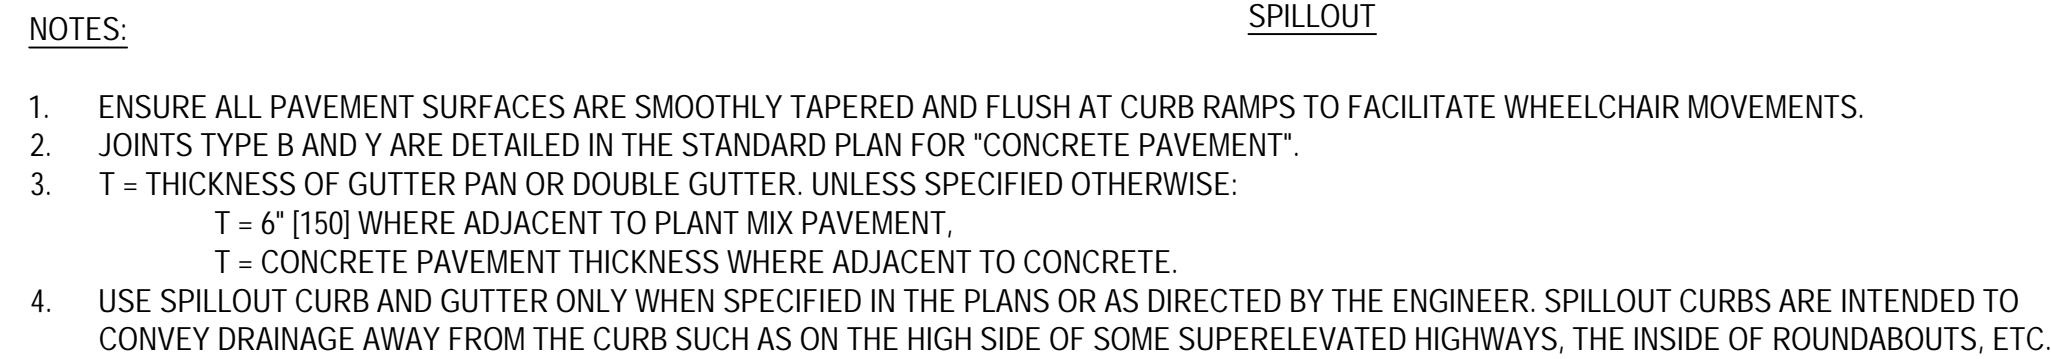 SPILLOUT
NOTES:
1. ENSURE ALL PAVEMENT SURFACES ARE SMOOTHLY TAPERED AND FLUSH AT CURB RAMPS TO FACILITATE WHEELCHAIR MOVEMENTS.
2. JOINTS TYPE B AND Y ARE DETAILED IN THE STANDARD PLAN FOR "CONCRETE PAVEMENT".
3. T = THICKNESS OF GUTTER PAN OR DOUBLE GUTTER. UNLESS SPECIFIED OTHERWISE:
T = 6" [150] WHERE ADJACENT TO PLANT MIX PAVEMENT,
T = CONCRETE PAVEMENT THICKNESS WHERE ADJACENT TO CONCRETE.
4. USE SPILLOUT CURB AND GUTTER ONLY WHEN SPECIFIED IN THE PLANS OR AS DIRECTED BY THE ENGINEER. SPILLOUT CURBS ARE INTENDED TO
CONVEY DRAINAGE AWAY FROM THE CURB SUCH AS ON THE HIGH SIDE OF SOME SUPERELEVATED HIGHWAYS, THE INSIDE OF ROUNDABOUTS, ETC.